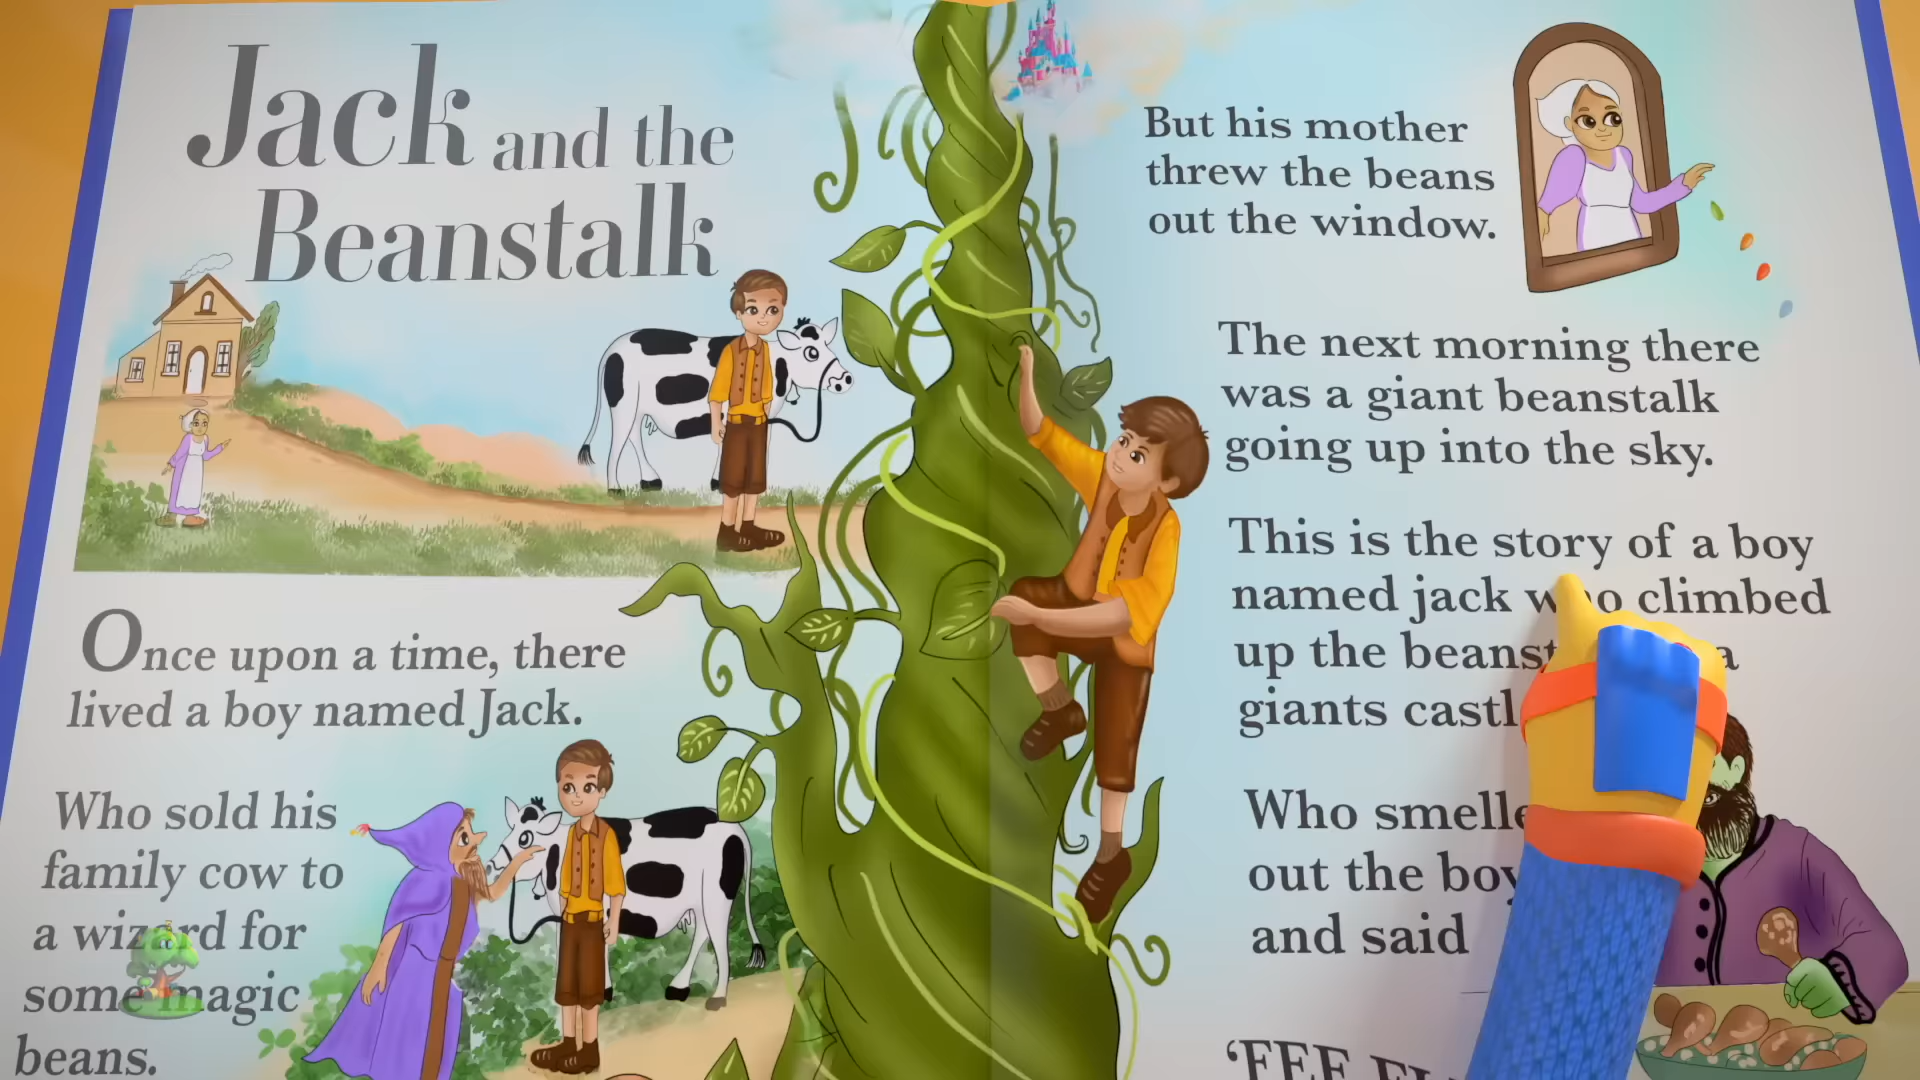 Jack and the
Beanstalk
Once upon a time, there
lived a boy named Jack.
Who sold his
family cow to
a wizard for
some magic
beans.
But his mother
threw the beans
out the window.
The next morning there
was a giant beanstalk
going up into the sky.
This is the story of a boy
named jack who climbed
up the a
giants
Who
out the boy
and said
'FEE